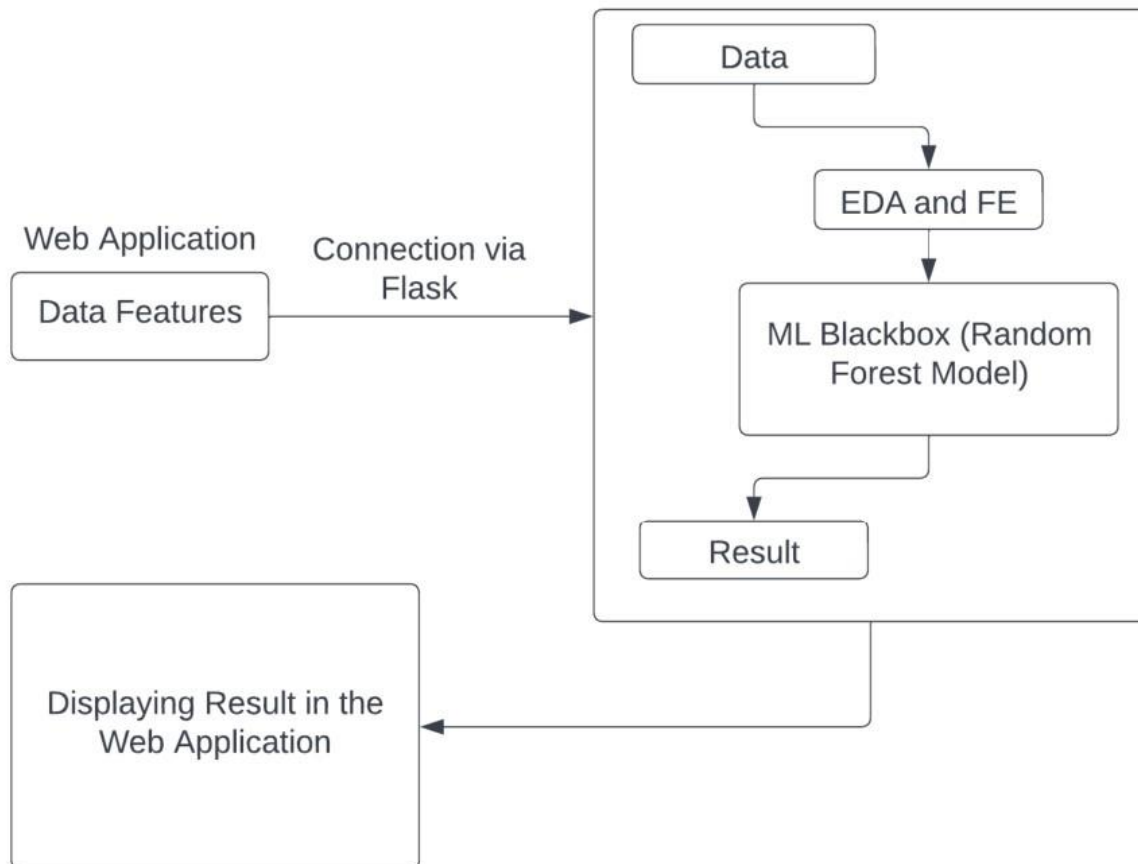 Web Application
Data Features
Connection via
Flask
Data
EDA and FE
ML Blackbox (Random
Forest Model)
Result
Displaying Result in the
Web Application